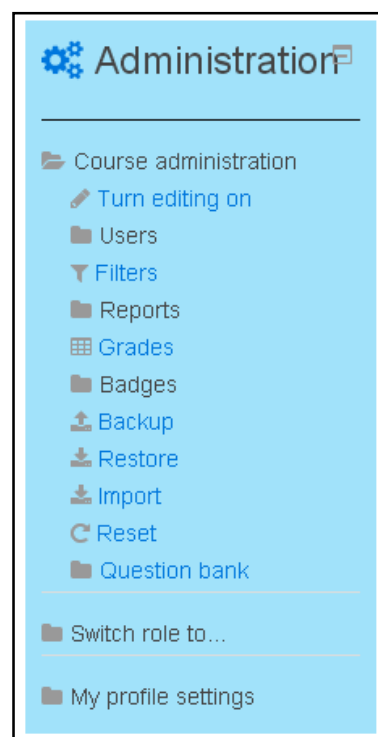 Administration
Course administration
Turn editing on
Users
Filters
Reports
Grades
Badges
Backup
Restore
Import
Reset
Question bank
Switch role to...
My profile settings